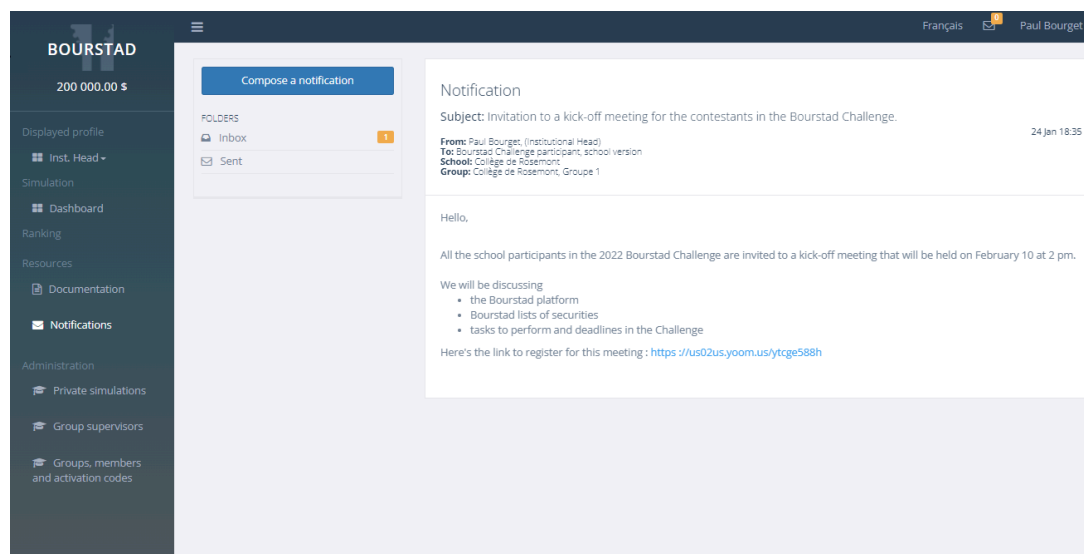 BOURSTAD
200 000.00 $
Displayed profile
Inst. Head
Simulation
Dashboard
Ranking
Resources
Documentation
Notifications
Administration
Private simulations
Group supervisors
Groups, members
and activation codes
Français
0
Paul Bourget
Compose a notification
FOLDERS
Inbox 1
Sent
Notification
Subject: Invitation to a kick-off meeting for the contestants in the Bourstad Challenge.
24 Jan 18:35
From: Paul Bourget, (Institutional Head)
To: Bourstad Challenge participant, school version
School: Collège de Rosemont
Group: Collège de Rosemont, Groupe 1
Hello,
All the school participants in the 2022 Bourstad Challenge are invited to a kick-off meeting that will be held on February 10 at 2 pm.
We will be discussing
• the Bourstad platform
• Bourstad lists of securities
• tasks to perform and deadlines in the Challenge
Here's the link to register for this meeting : https ://us02us.yoom.us/ytcge588h